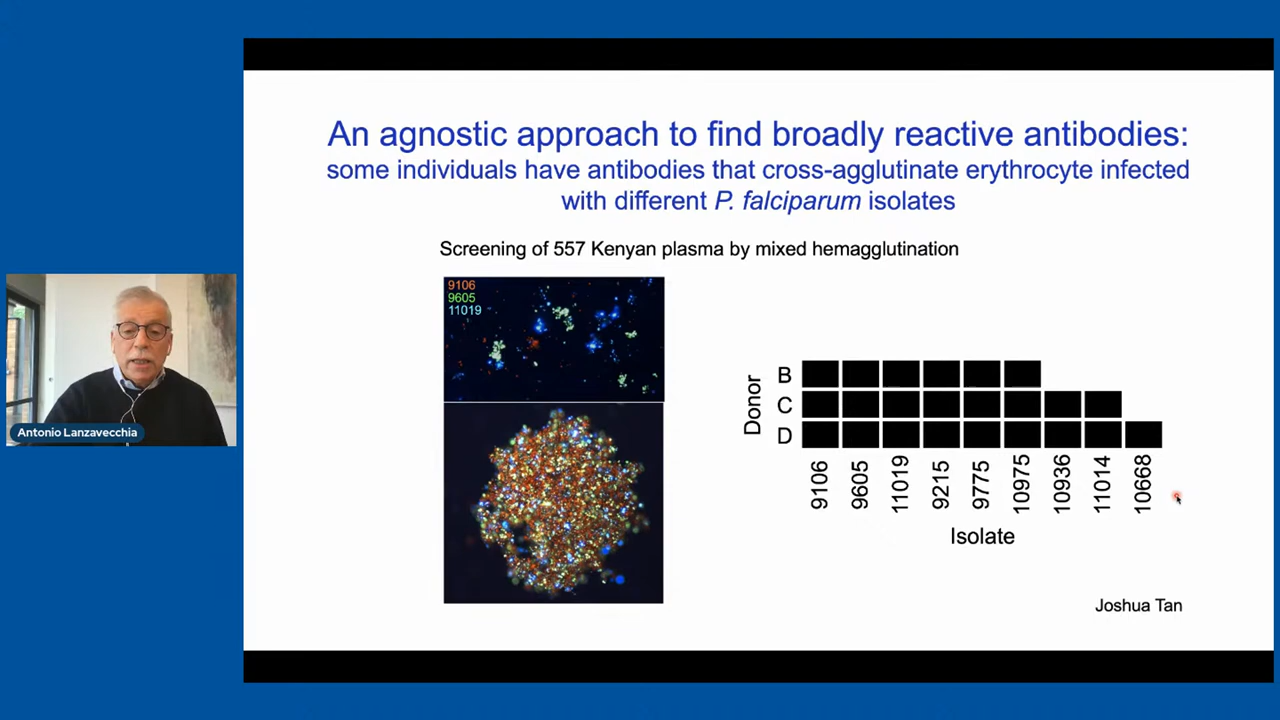 An agnostic approach to find broadly reactive antibodies:
some individuals have antibodies that cross-agglutinate erythrocyte infected
with different P. falciparum isolates
Screening of 557 Kenyan plasma by mixed hemagglutination
9106
9605
11019
Donor
B
C
D
9106
9605
11019
9215
9775
10975
10936
11014
10668
Isolate
Joshua Tan
Antonio Lanzavecchia